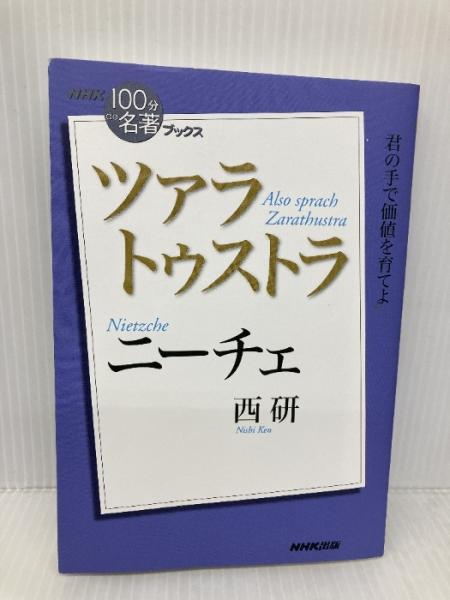 NHK
100分
de名著
ブックス
ツァラ
Also sprach
Zarathustra
トゥストラ
Nietzche
ニーチェ
西 研
Nishi Ken
君の手で価値を育てよ
NHK出版